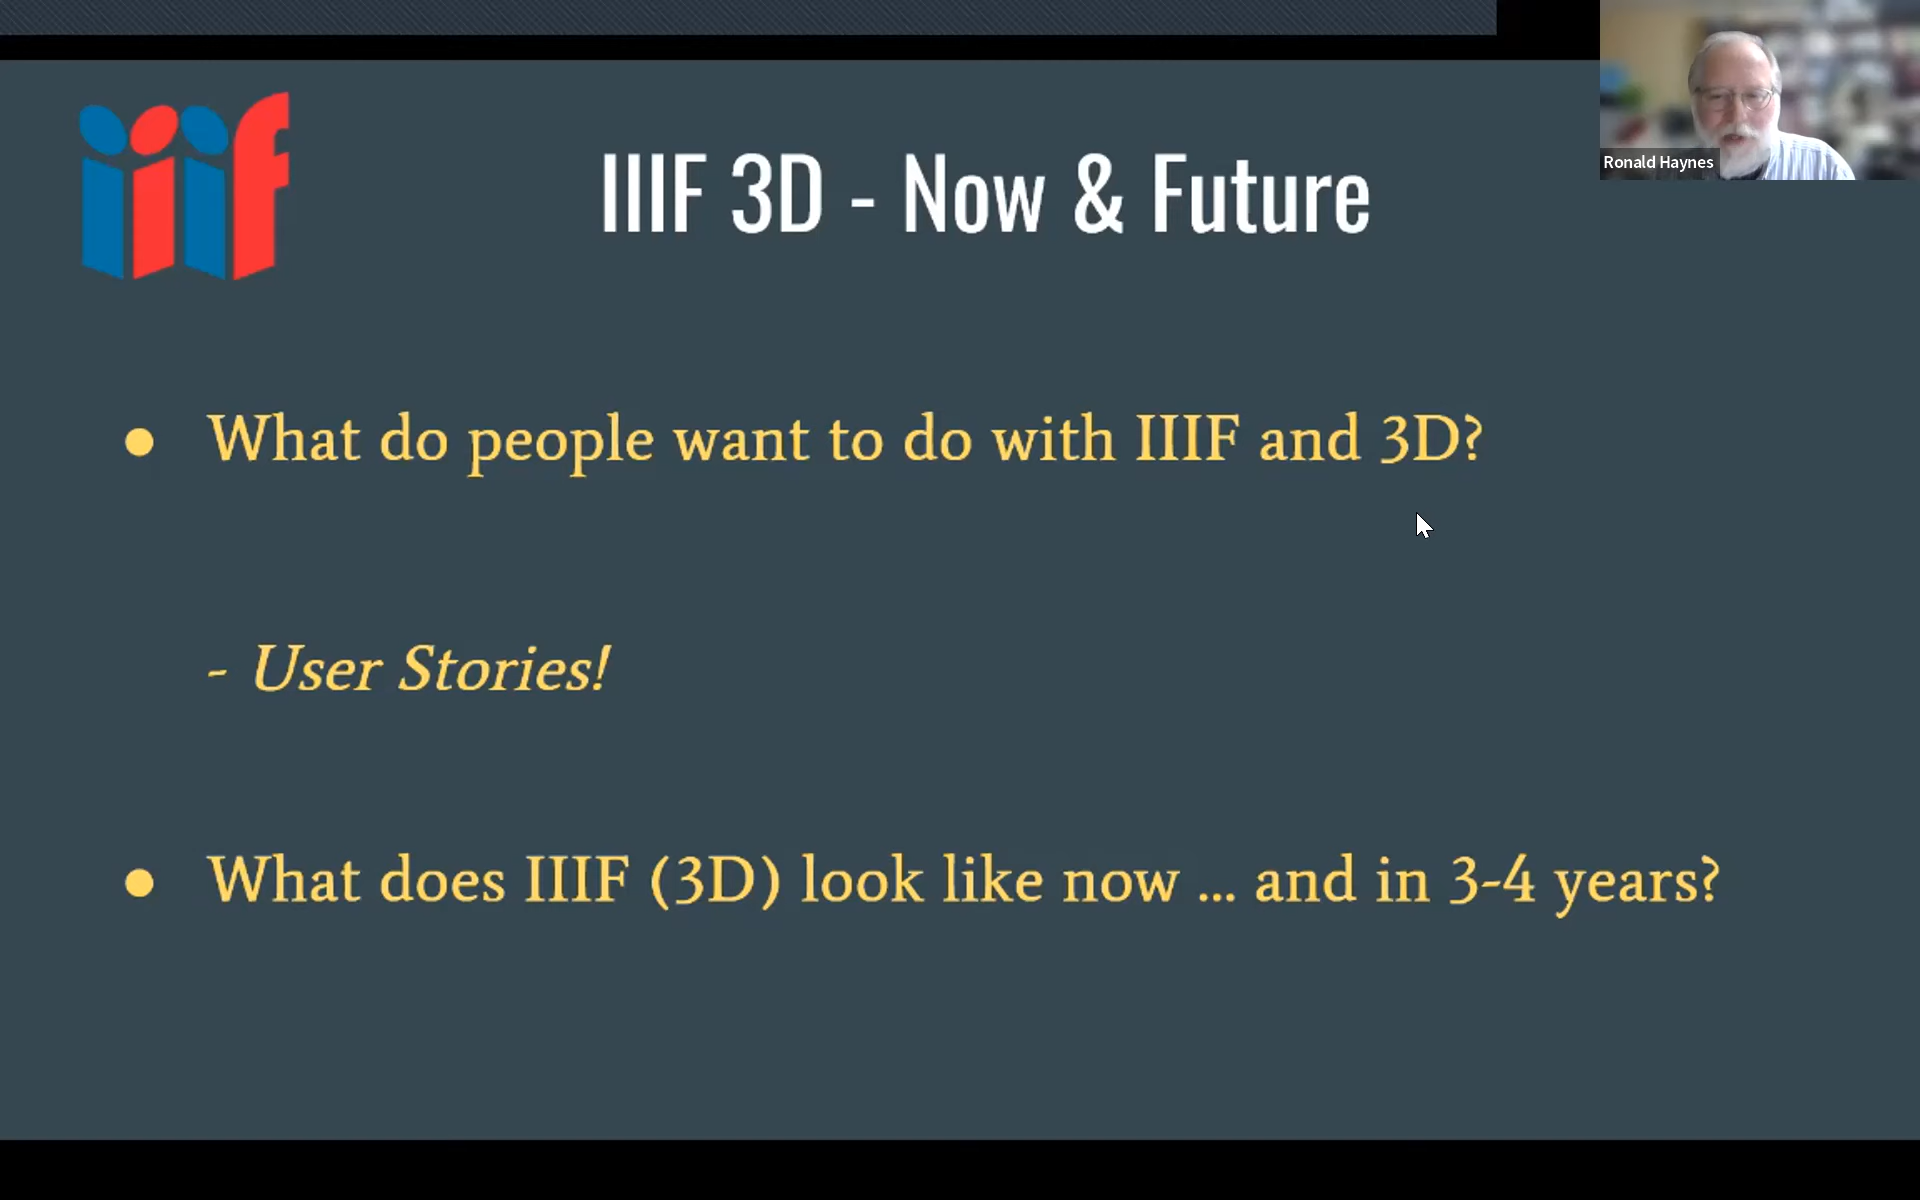 iiif
IIIF 3D - Now & Future
Ronald Haynes
● What do people want to do with IIIF and 3D?
- User Stories!
● What does IIIF (3D) look like now ... and in 3-4 years?